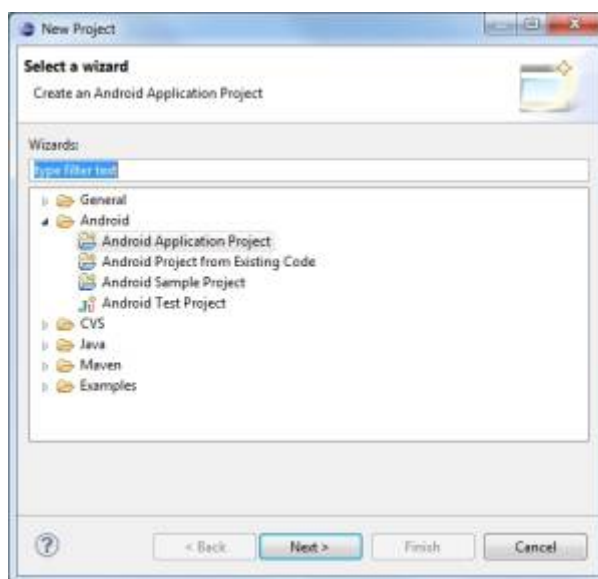 New Project
Select a wizard
Create an Android Application Project
Wizards:
type filter text
General
Android
Android Application Project
Android Project from Existing Code
Android Sample Project
Android Test Project
CVS
Java
Maven
Examples
?
< Back
Next >
Finish
Cancel